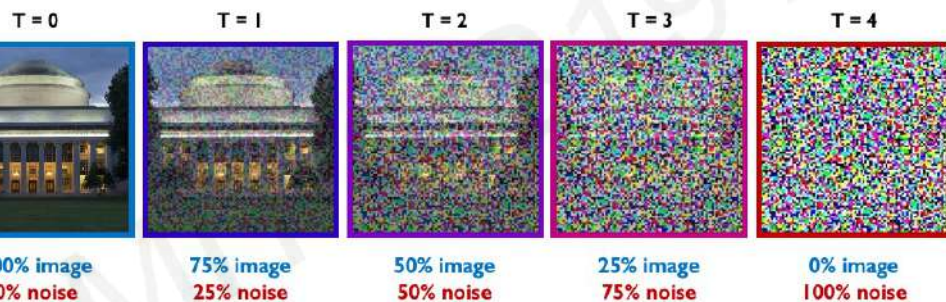 T = 0
T = 1
T = 2
T = 3
T = 4
00% image
75% image
50% image
25% image
0% image
0% noise
25% noise
50% noise
75% noise
100% noise